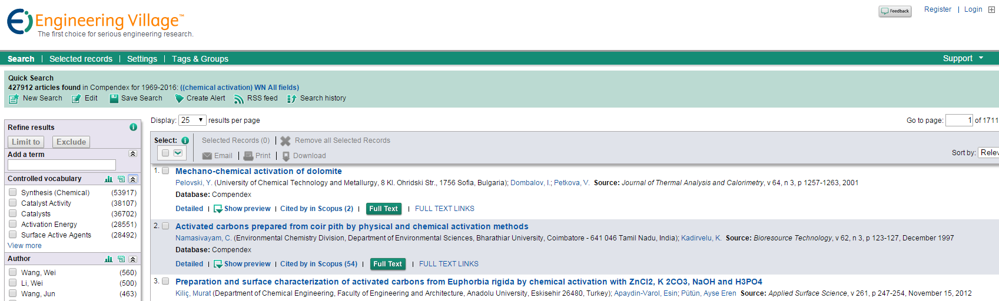 Feedback
Register | Login
Engineering Village™
The first choice for serious engineering research.
Search | Selected records | Settings | Tags & Groups
Support
Quick Search
427912 articles found in Compendex for 1969-2016: ((chemical activation) WN All fields)
New Search Edit Save Search Create Alert RSS feed Search history
Display: 25 results per page
Go to page: 1 of 1711
Refine results
Limit to Exclude
Add a term
Controlled vocabulary
Synthesis (Chemical) (53917)
Catalyst Activity (38107)
Catalysts (36702)
Activation Energy (28551)
Surface Active Agents (28492)
View more
Author
Wang, Wei (560)
Li, Wei (500)
Wang, Jun (463)
Select: Selected Records (0) | Remove all Selected Records
Email | Print | Download
Sort by: Relev
1. Mechano-chemical activation of dolomite
Pelovski, Y. (University of Chemical Technology and Metallurgy, 8 Kl. Ohridski Str., 1756 Sofia, Bulgaria); Dombalov, I.; Petkova, V. Source: Journal of Thermal Analysis and Calorimetry, v 64, n 3, p 1257-1263, 2001
Database: Compendex
Detailed | Show preview | Cited by in Scopus (2) | Full Text | FULL TEXT LINKS
2. Activated carbons prepared from coir pith by physical and chemical activation methods
Namasivayam, C. (Environmental Chemistry Division, Department of Environmental Sciences, Bharathiar University, Coimbatore - 641 046 Tamil Nadu, India); Kadirvelu, K. Source: Bioresource Technology, v 62, n 3, p 123-127, December 1997
Database: Compendex
Detailed | Show preview | Cited by in Scopus (54) | Full Text | FULL TEXT LINKS
3. Preparation and surface characterization of activated carbons from Euphorbia rigida by chemical activation with ZnCl2, K 2CO3, NaOH and H3PO4
Kiliç, Murat (Department of Chemical Engineering, Faculty of Engineering and Architecture, Anadolu University, Eskisehir 26480, Turkey); Apaydin-Varol, Esin; Pütün, Ayse Eren Source: Applied Surface Science, v 261, p 247-254, November 15, 2012